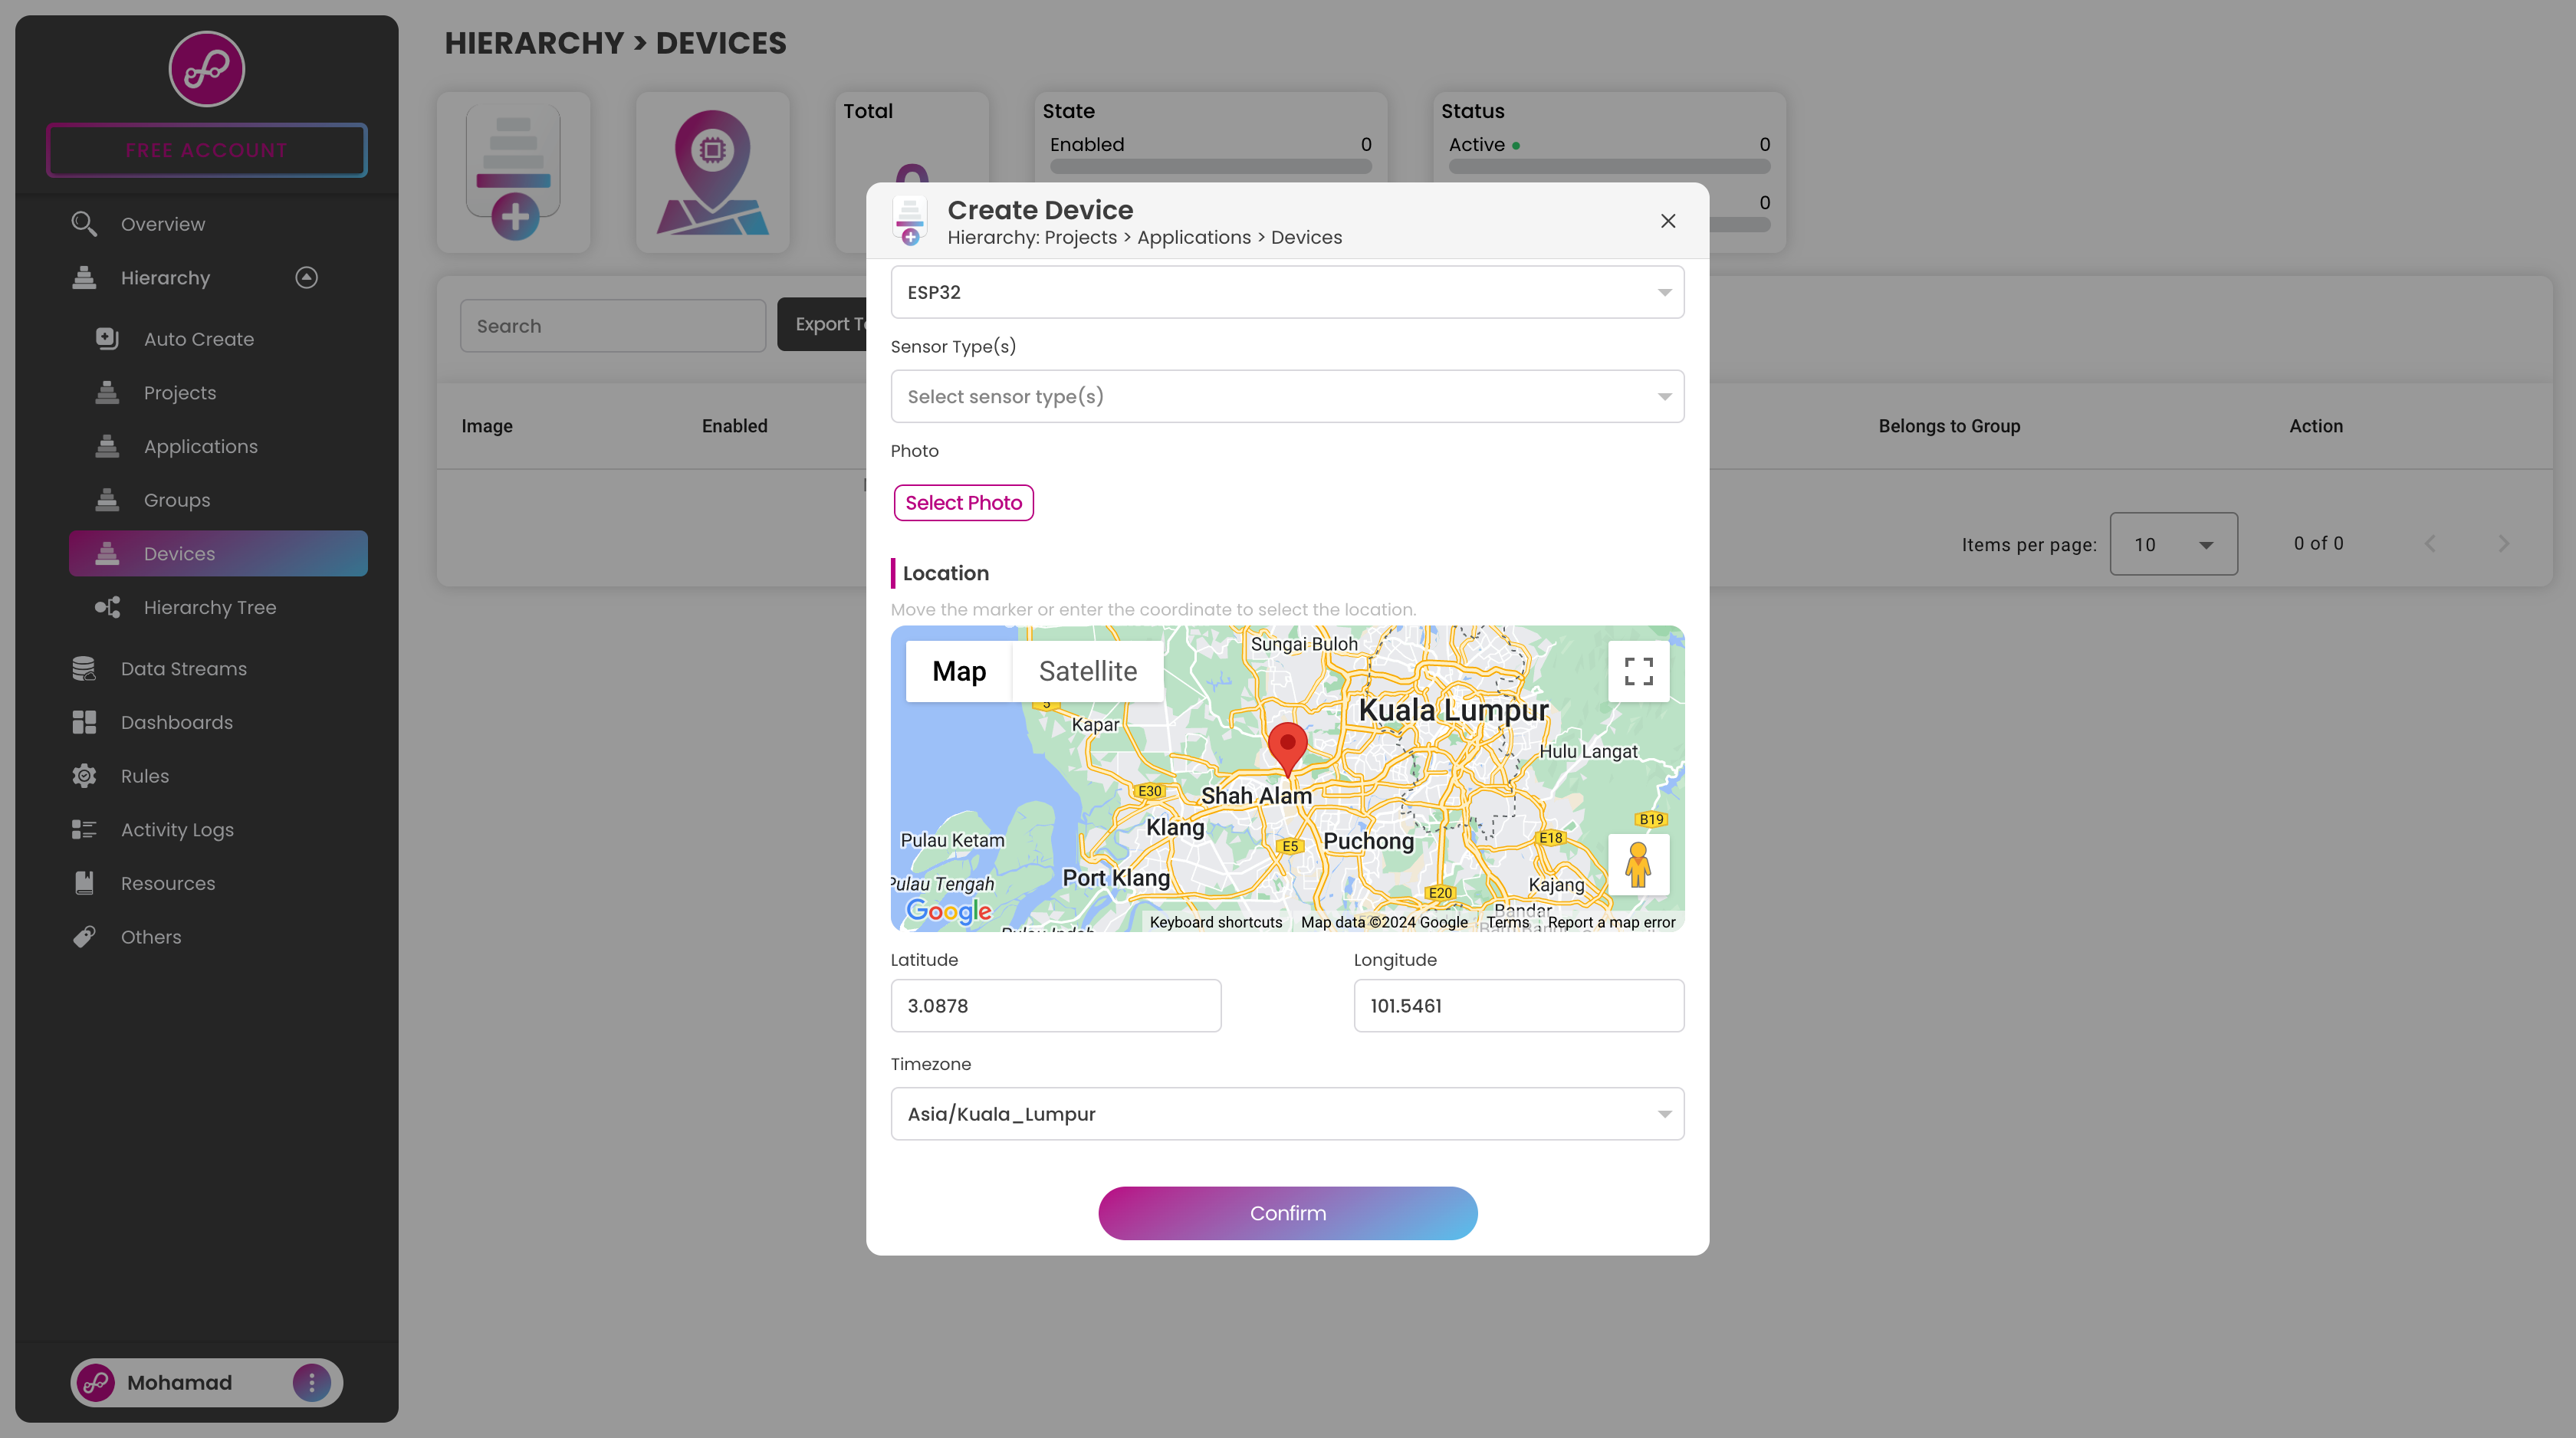 FREE ACCOUNT
Overview
Hierarchy
Auto Create
Projects
Applications
Groups
Devices
Hierarchy Tree
Data Streams
Dashboards
Rules
Activity Logs
Resources
Others
Mohamad
HIERARCHY > DEVICES
Total
0
State
Enabled 0
Status
Active 0
0
Search
Image Enabled Belongs to Group Action
Items per page: 10 0 of 0
Create Device
Hierarchy: Projects > Applications > Devices
ESP32
Sensor Type(s)
Select sensor type(s)
Photo
Select Photo
Location
Move the marker or enter the coordinate to select the location.
Map Satellite
Sungai Buloh
5
Kapar
Kuala Lumpur
Hulu Langat
E30
Shah Alam
Klang
Pulau Ketam
E5
Puchong
E18
B19
Port Klang
Pulau Tengah
E20
Kajang
Bandar
Google
Keyboard shortcuts Map data ©2024 Google Terms Report a map error
Latitude Longitude
3.0878 101.5461
Timezone
Asia/Kuala_Lumpur
Confirm